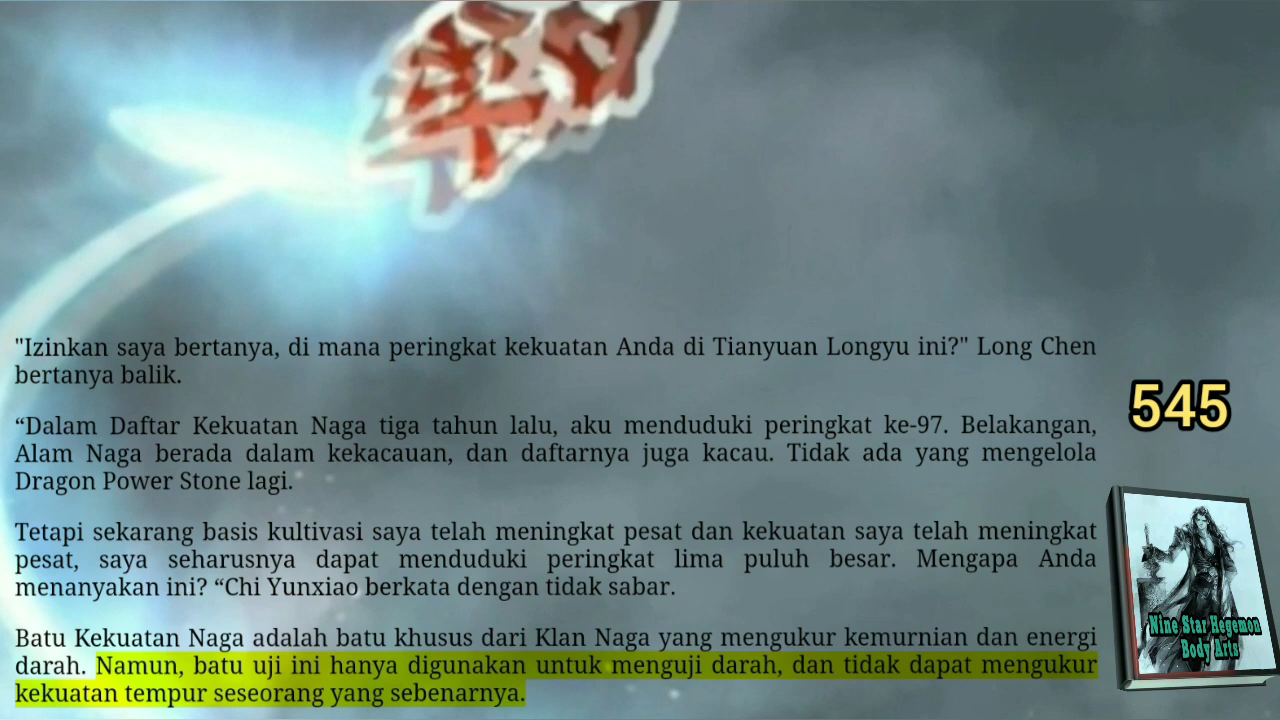 "Izinkan saya bertanya, di mana peringkat kekuatan Anda di Tianyuan Longyu ini?" Long Chen
bertanya balik.
“Dalam Daftar Kekuatan Naga tiga tahun lalu, aku menduduki peringkat ke-97. Belakangan,
Alam Naga berada dalam kekacauan, dan daftarnya juga kacau. Tidak ada yang mengelola
Dragon Power Stone lagi.
Tetapi sekarang basis kultivasi saya telah meningkat pesat dan kekuatan saya telah meningkat
pesat, saya seharusnya dapat menduduki peringkat lima puluh besar. Mengapa Anda
menanyakan ini? “Chi Yunxiao berkata dengan tidak sabar.
Batu Kekuatan Naga adalah batu khusus dari Klan Naga yang mengukur kemurnian dan energi
darah. Namun, batu uji ini hanya digunakan untuk menguji darah, dan tidak dapat mengukur
kekuatan tempur seseorang yang sebenarnya.
545
Nine Star Hegemon
Body Arts